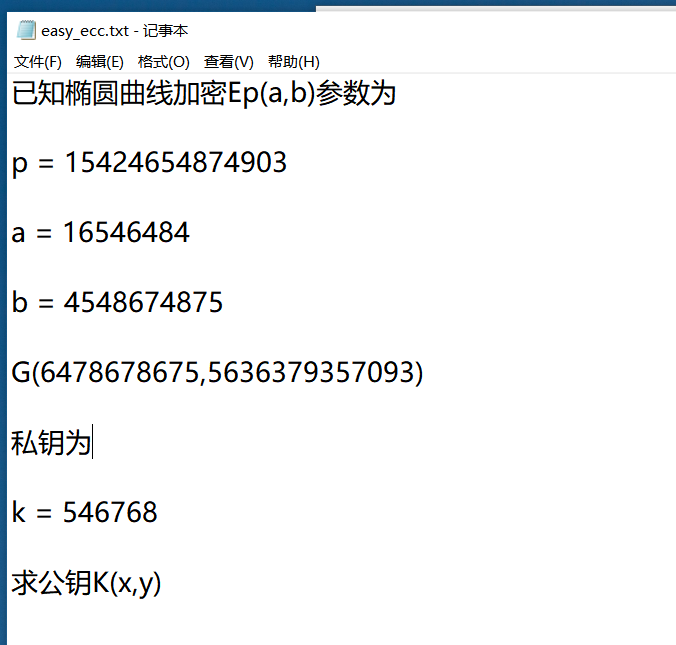 easy_ecc.txt - 记事本
文件(F) 编辑(E) 格式(O) 查看(V) 帮助(H)
已知椭圆曲线加密Ep(a,b)参数为
p = 15424654874903
a = 16546484
b = 4548674875
G(6478678675,5636379357093)
私钥为
k = 546768
求公钥K(x,y)